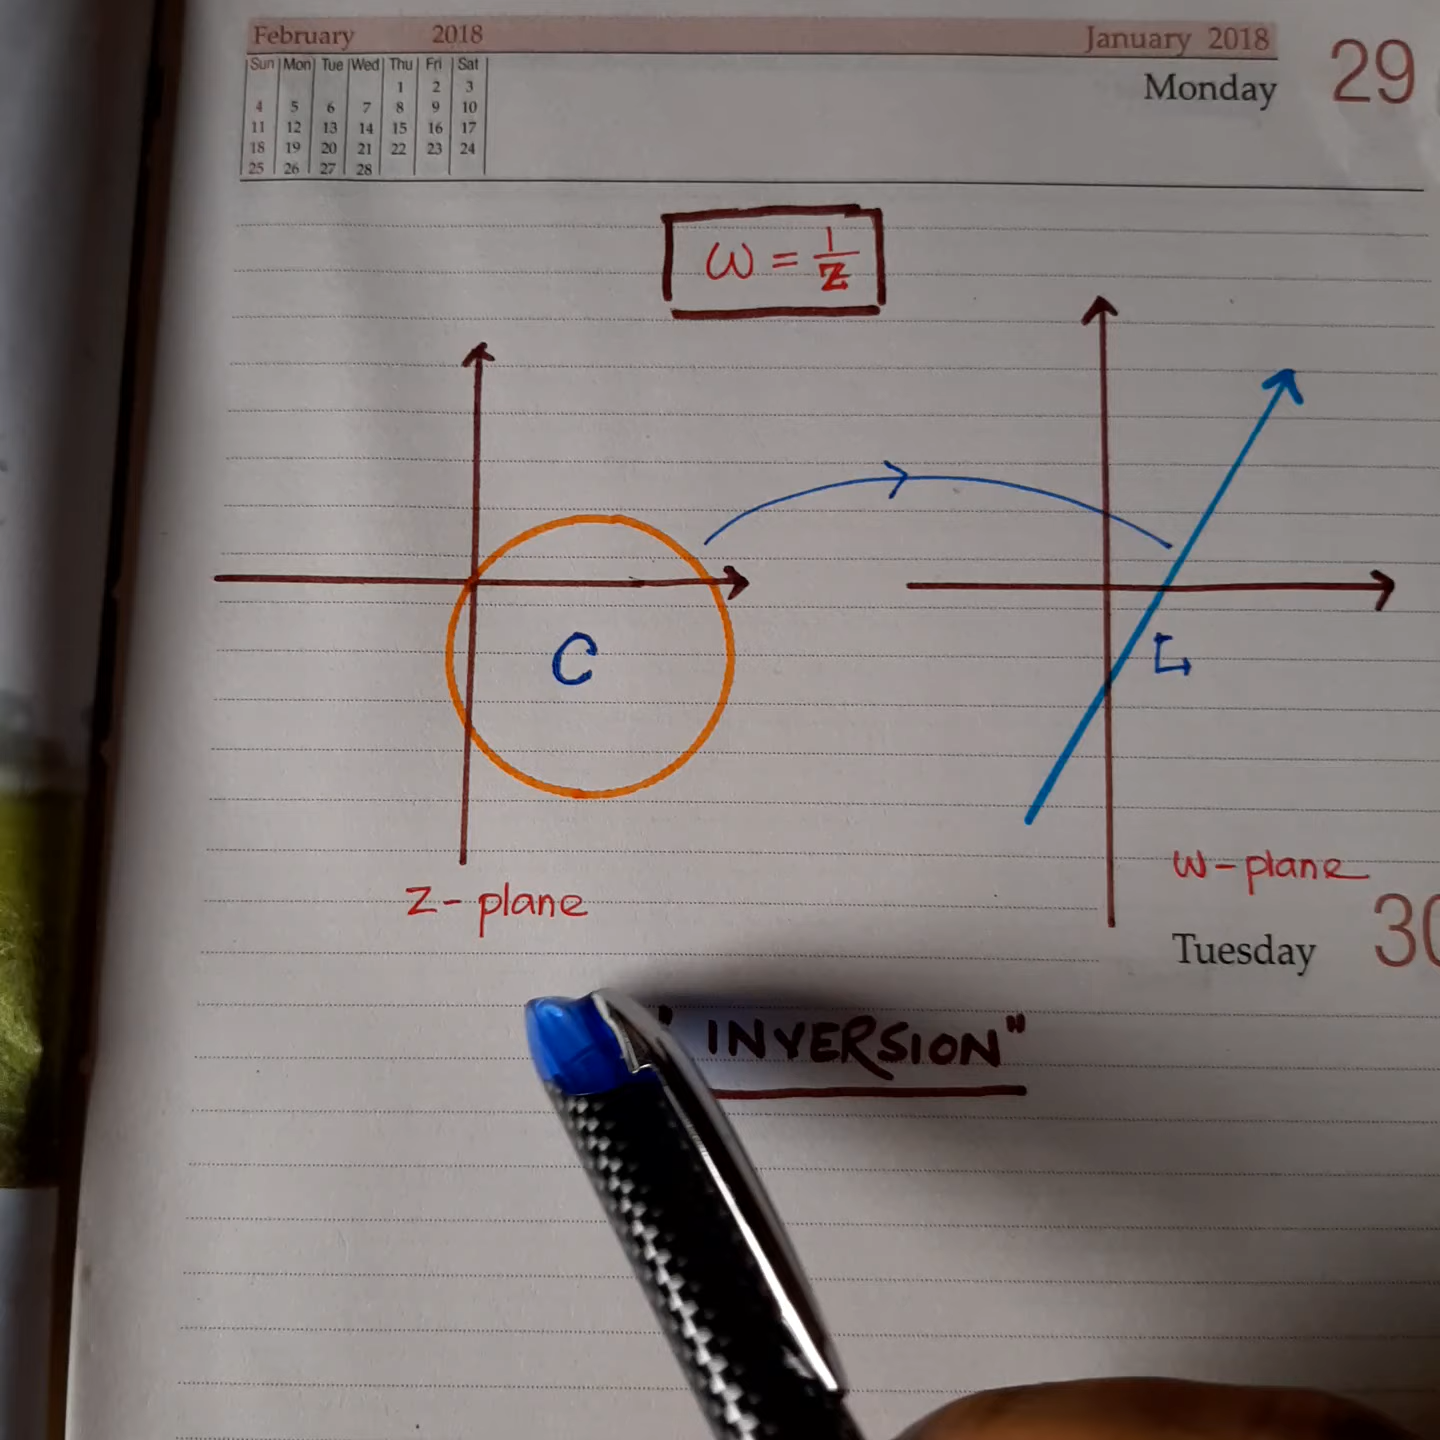 February 2018
January 2018
29
Sun Mon Tue Wed Thu Fri Sat
1 2 3
4 5 6 7 8 9 10
11 12 13 14 15 16 17
18 19 20 21 22 23 24
25 26 27 28
Monday
ω = 1/z
C
L
z-plane
w-plane
Tuesday 30
"INVERSION"